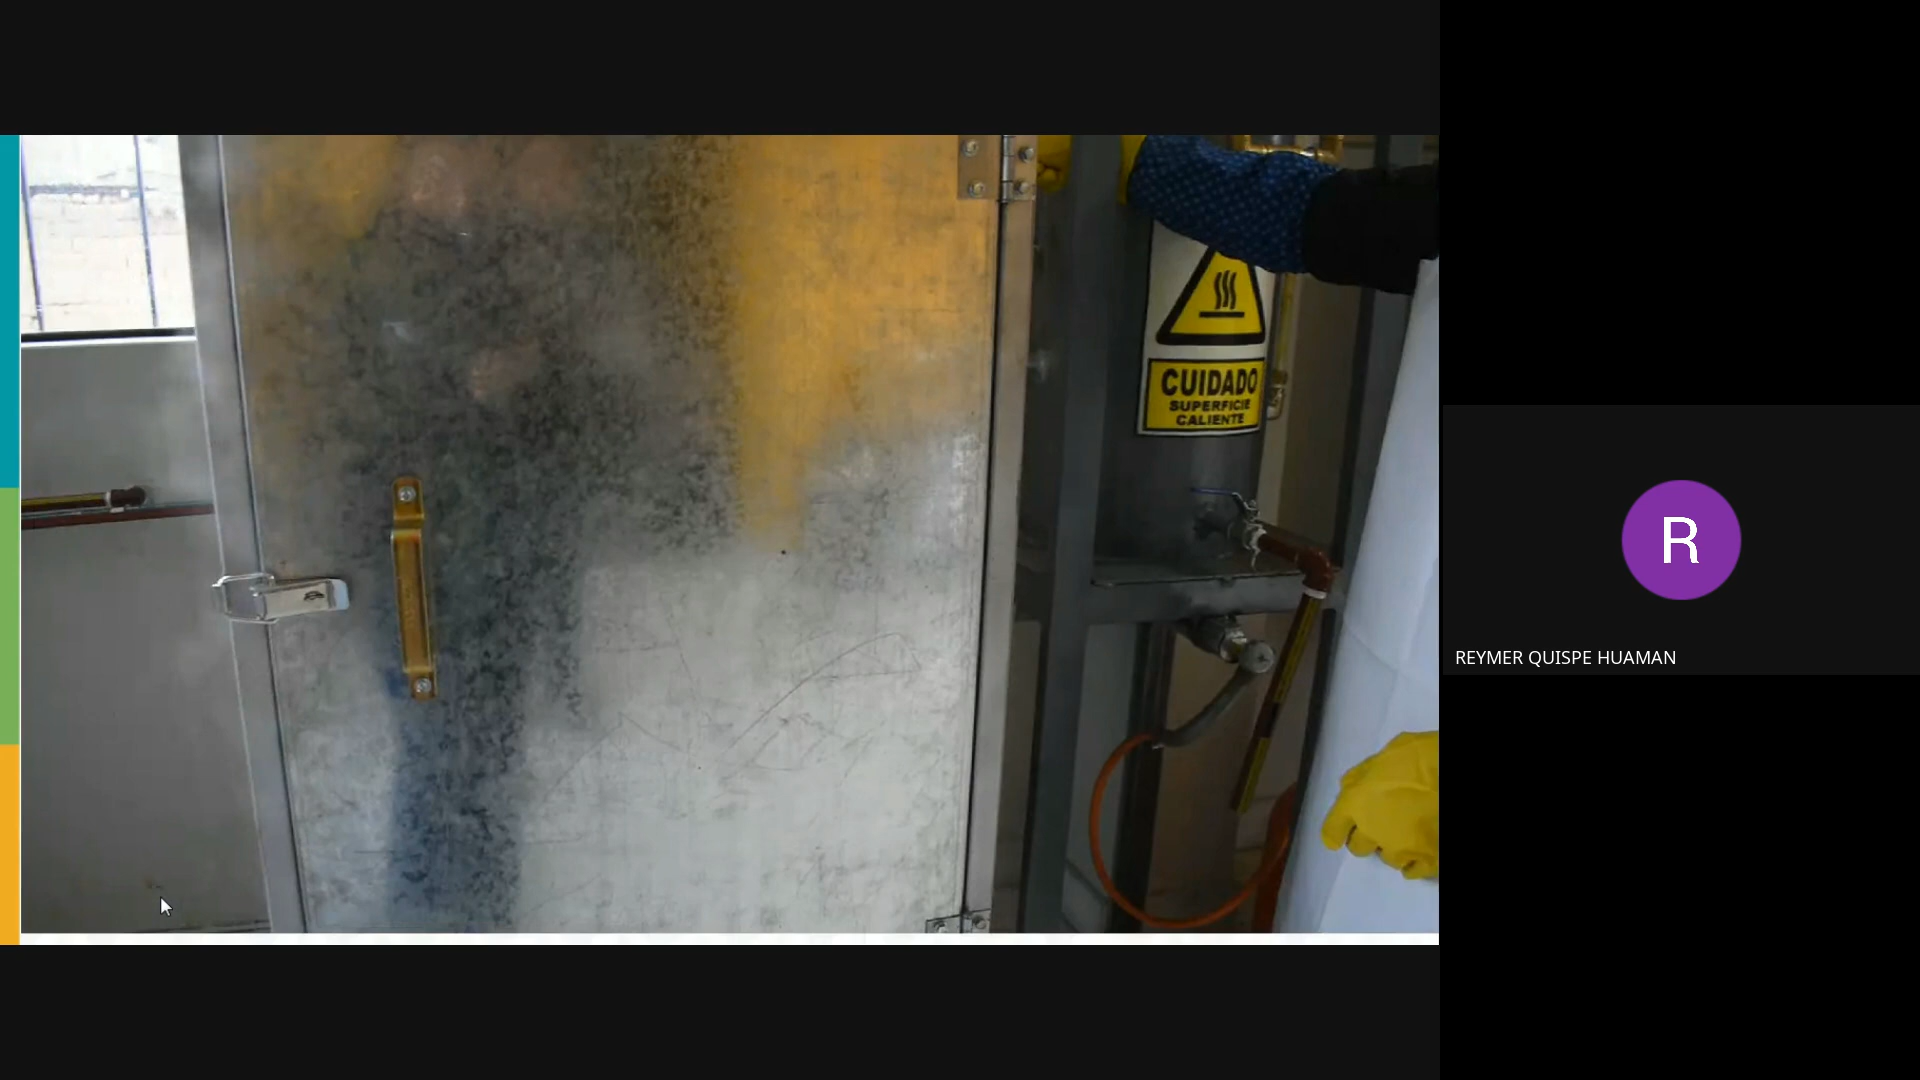 CUIDADO
SUPERFICIE
CALIENTE
R
REYMER QUISPE HUAMAN